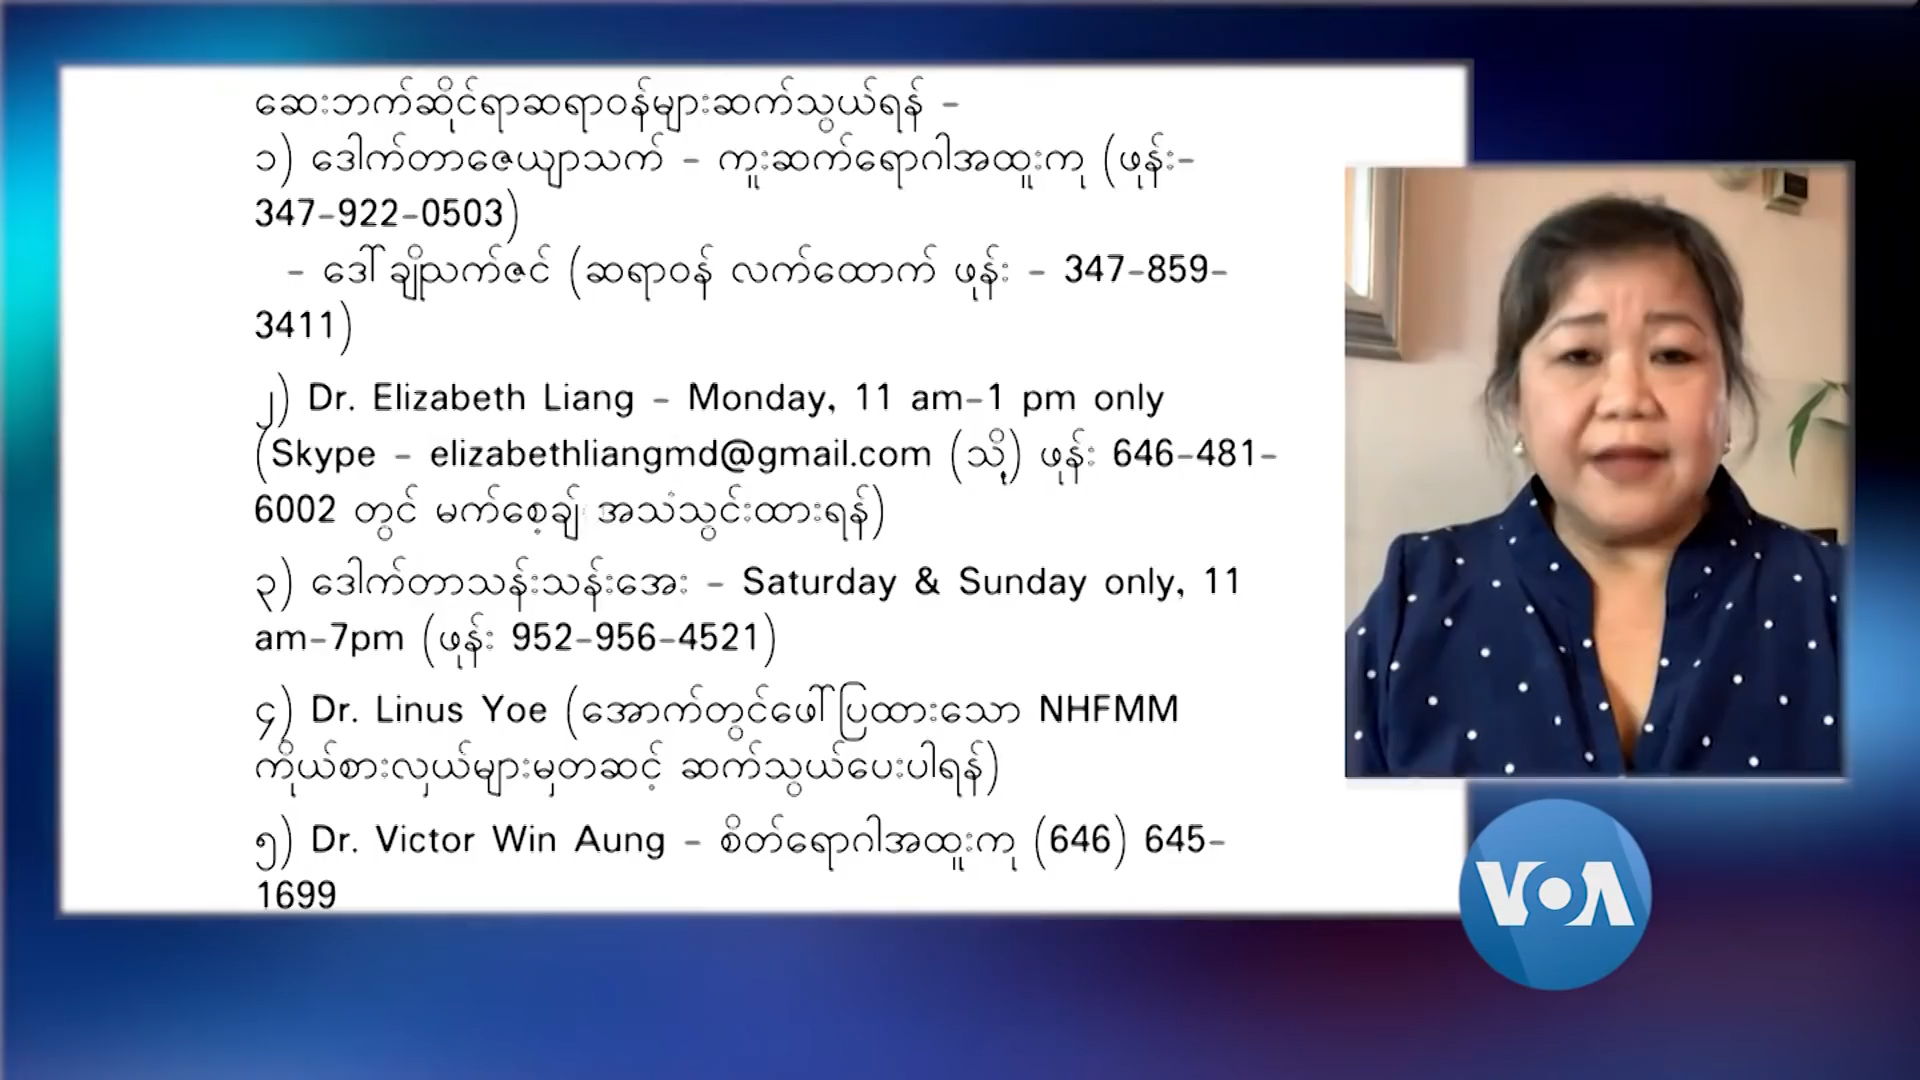 ဆေးဘက်ဆိုင်ရာဆရာဝန်များဆက်သွယ်ရန် –
၁) ဒေါက်တာဇေယျာသက် – ကူးဆက်ရောဂါအထူးကု (ဖုန်း–
347–922–0503)
– ဒေါ်ချိုသက်ဇင် (ဆရာဝန် လက်ထောက် ဖုန်း – 347–859–
3411)
၂) Dr. Elizabeth Liang – Monday, 11 am–1 pm only
(Skype – elizabethliangmd@gmail.com (သို့) ဖုန်း 646–481–
6002 တွင် မက်စေ့ချ် အသံသွင်းထားရန်)
၃) ဒေါက်တာသန်းသန်းအေး – Saturday & Sunday only, 11
am–7pm (ဖုန်း 952–956–4521)
၄) Dr. Linus Yoe (အောက်တွင်ဖေါ်ပြထားသော NHFMM
ကိုယ်စားလှယ်များမှတဆင့် ဆက်သွယ်ပေးပါရန်)
၅) Dr. Victor Win Aung – စိတ်ရောဂါအထူးကု (646) 645–
1699
VOA